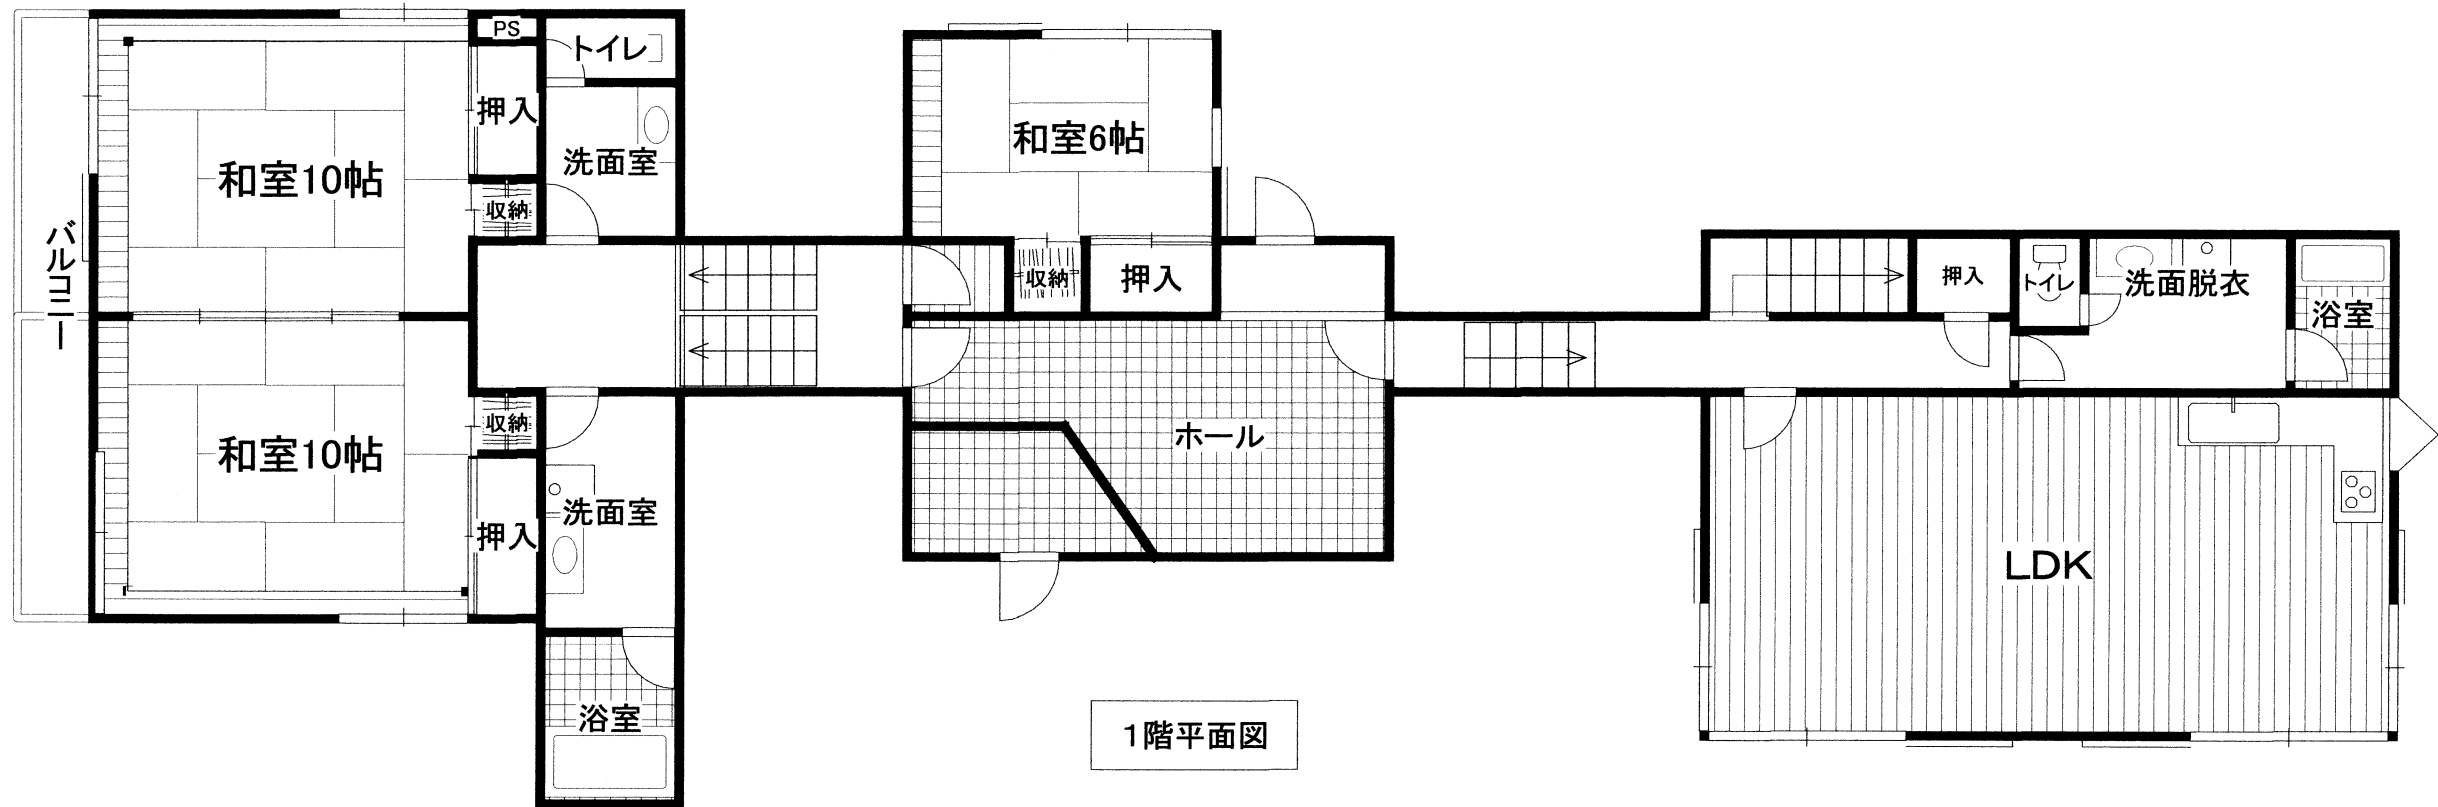 PS
トイレ
押入
洗面室
和室10帖
収納
バルコニー
和室10帖
収納
洗面室
押入
浴室
和室6帖
収納
押入
ホール
押入
トイレ
洗面脱衣
浴室
LDK
1階平面図